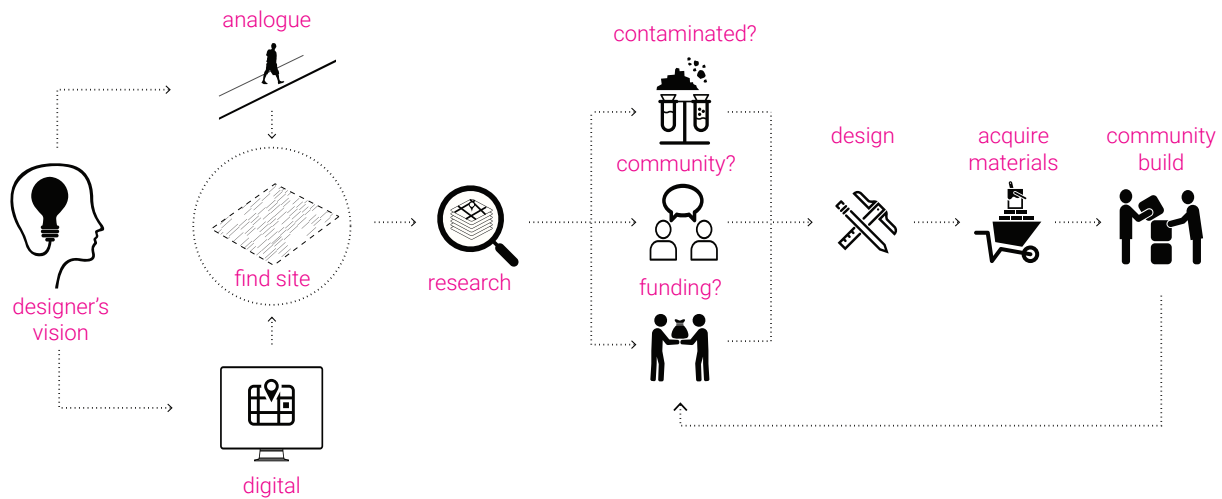 analogue
designer's
vision
find site
digital
research
contaminated?
community?
funding?
design
acquire
materials
community
build